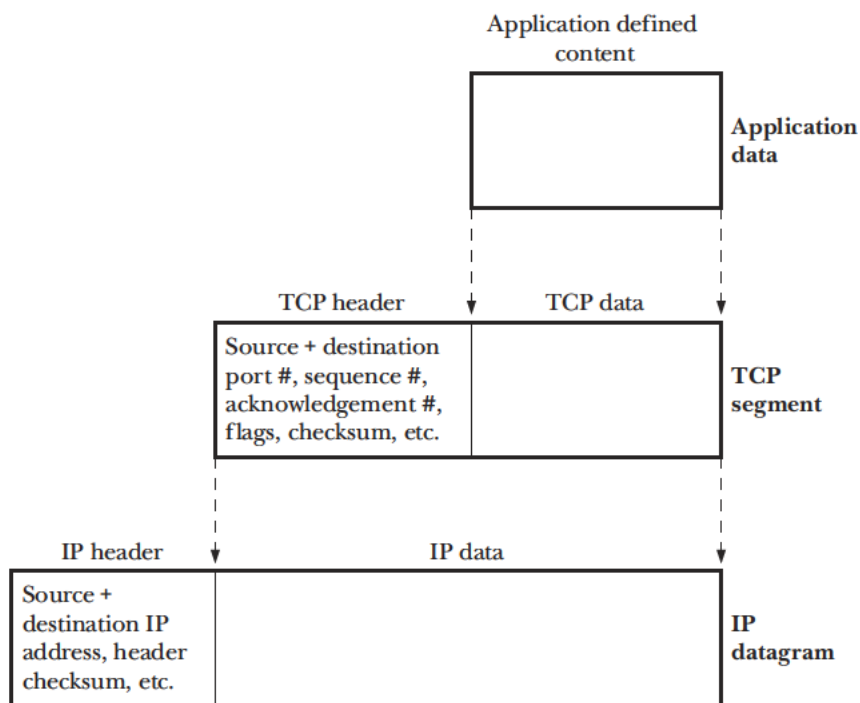 Application defined
content
Application
data
TCP header
TCP data
Source + destination
port #, sequence #,
acknowledgement #,
flags, checksum, etc.
TCP
segment
IP header
IP data
Source +
destination IP
address, header
checksum, etc.
IP
datagram